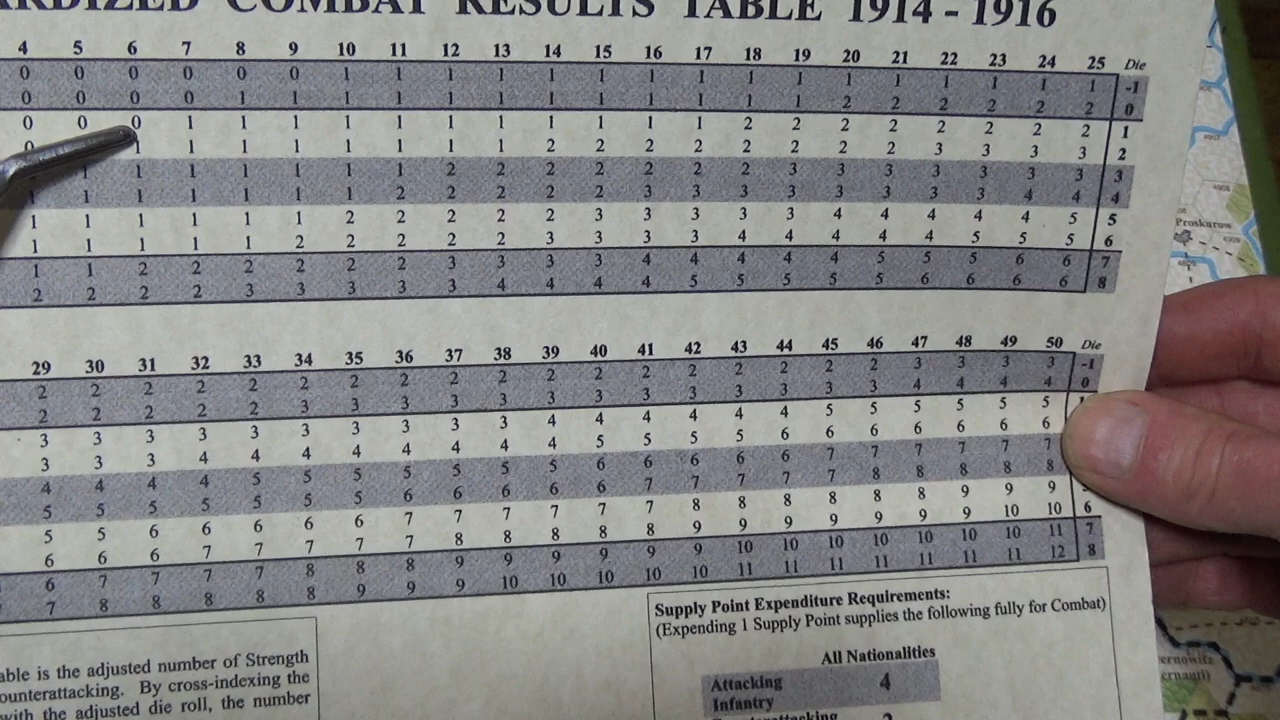 COMBAT RESULTS TABLE 1914 - 1916
4 5 6 7 8 9 10 11 12 13 14 15 16 17 18 19 20 21 22 23 24 25 Die
0 0 0 0 0 0 1 1 1 1 1 1 1 1 1 1 1 1 1 1 1 1 -1
0 0 0 0 1 1 1 1 1 1 1 1 1 1 1 1 2 2 2 2 2 2 0
0 0 0 1 1 1 1 1 1 1 1 1 1 1 2 2 2 2 2 2 2 2 1
0 1 1 1 1 1 1 1 1 2 2 2 2 2 2 2 2 3 3 3 3 2
1 1 1 1 1 1 1 2 2 2 2 2 2 2 3 3 3 3 3 3 3 3
1 1 1 1 1 1 1 2 2 2 2 2 3 3 3 3 3 3 3 3 4 4 4
1 1 1 1 1 1 2 2 2 2 2 3 3 3 3 3 4 4 4 4 4 5 5
1 1 1 1 1 2 2 2 2 2 3 3 3 3 4 4 4 4 4 5 5 5 6
1 1 2 2 2 2 2 2 3 3 3 3 4 4 4 4 4 5 5 5 6 6 7
2 2 2 2 3 3 3 3 3 4 4 4 4 5 5 5 5 5 6 6 6 6 8
29 30 31 32 33 34 35 36 37 38 39 40 41 42 43 44 45 46 47 48 49 50 Die
2 2 2 2 2 2 2 2 2 2 2 2 2 2 2 2 2 2 3 3 3 3 -1
2 2 2 2 2 3 3 3 3 3 3 3 3 3 3 3 3 3 4 4 4 4 0
3 3 3 3 3 3 3 3 3 3 4 4 4 4 4 4 5 5 5 5 5 5
3 3 3 4 4 4 4 4 4 4 4 5 5 5 5 6 6 6 6 6 6 6
4 4 4 4 5 5 5 5 5 5 5 6 6 6 6 6 7 7 7 7 7 7
5 5 5 5 5 5 5 6 6 6 6 6 7 7 7 7 7 8 8 8 8 8
5 5 6 6 6 6 6 7 7 7 7 7 7 8 8 8 8 8 8 9 9 9
6 6 6 7 7 7 7 7 8 8 8 8 8 9 9 9 9 9 9 9 10 10 6
6 7 7 7 7 8 8 8 9 9 9 9 9 9 10 10 10 10 10 10 10 11 7
7 8 8 8 8 8 9 9 9 10 10 10 10 10 11 11 11 11 11 11 11 12 8
Supply Point Expenditure Requirements:
(Expending 1 Supply Point supplies the following fully for Combat)
All Nationalities
Attacking 4
Infantry
able is the adjusted number of Strength
ounterattacking. By cross-indexing the
with the adjusted die roll, the number
Proskurow